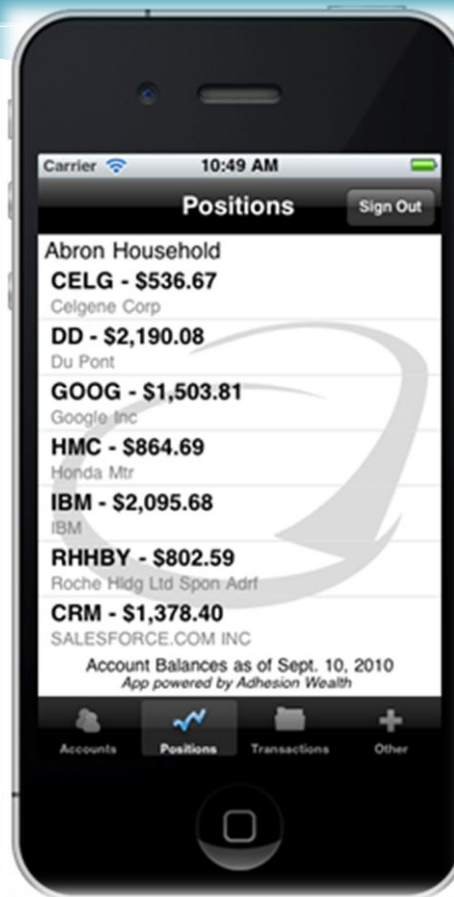 Carrier 10:49 AM
Positions Sign Out
Abron Household
CELG - $536.67
Celgene Corp
DD - $2,190.08
Du Pont
GOOG - $1,503.81
Google Inc
HMC - $864.69
Honda Mtr
IBM - $2,095.68
IBM
RHHBY - $802.59
Roche Hldg Ltd Spon Adrf
CRM - $1,378.40
SALESFORCE.COM INC
Account Balances as of Sept. 10, 2010
App powered by Adhesion Wealth
Accounts Positions Transactions Other